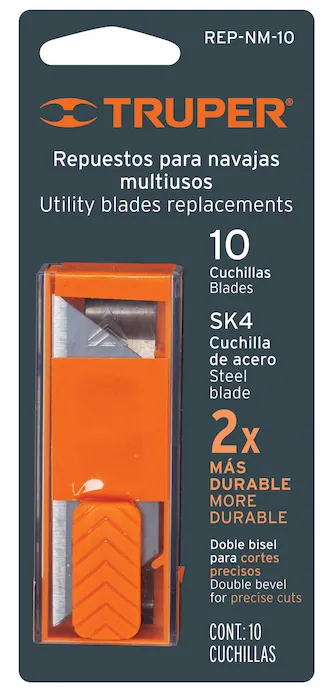 REP-NM-10
TRUPER®
Repuestos para navajas
multiusos
Utility blades replacements
10
Cuchillas
Blades
SK4
Cuchilla
de acero
Steel
blade
2x
MÁS
DURABLE
MORE
DURABLE
Doble bisel
para cortes
precisos
Double bevel
for precise cuts
CONT: 10
CUCHILLAS